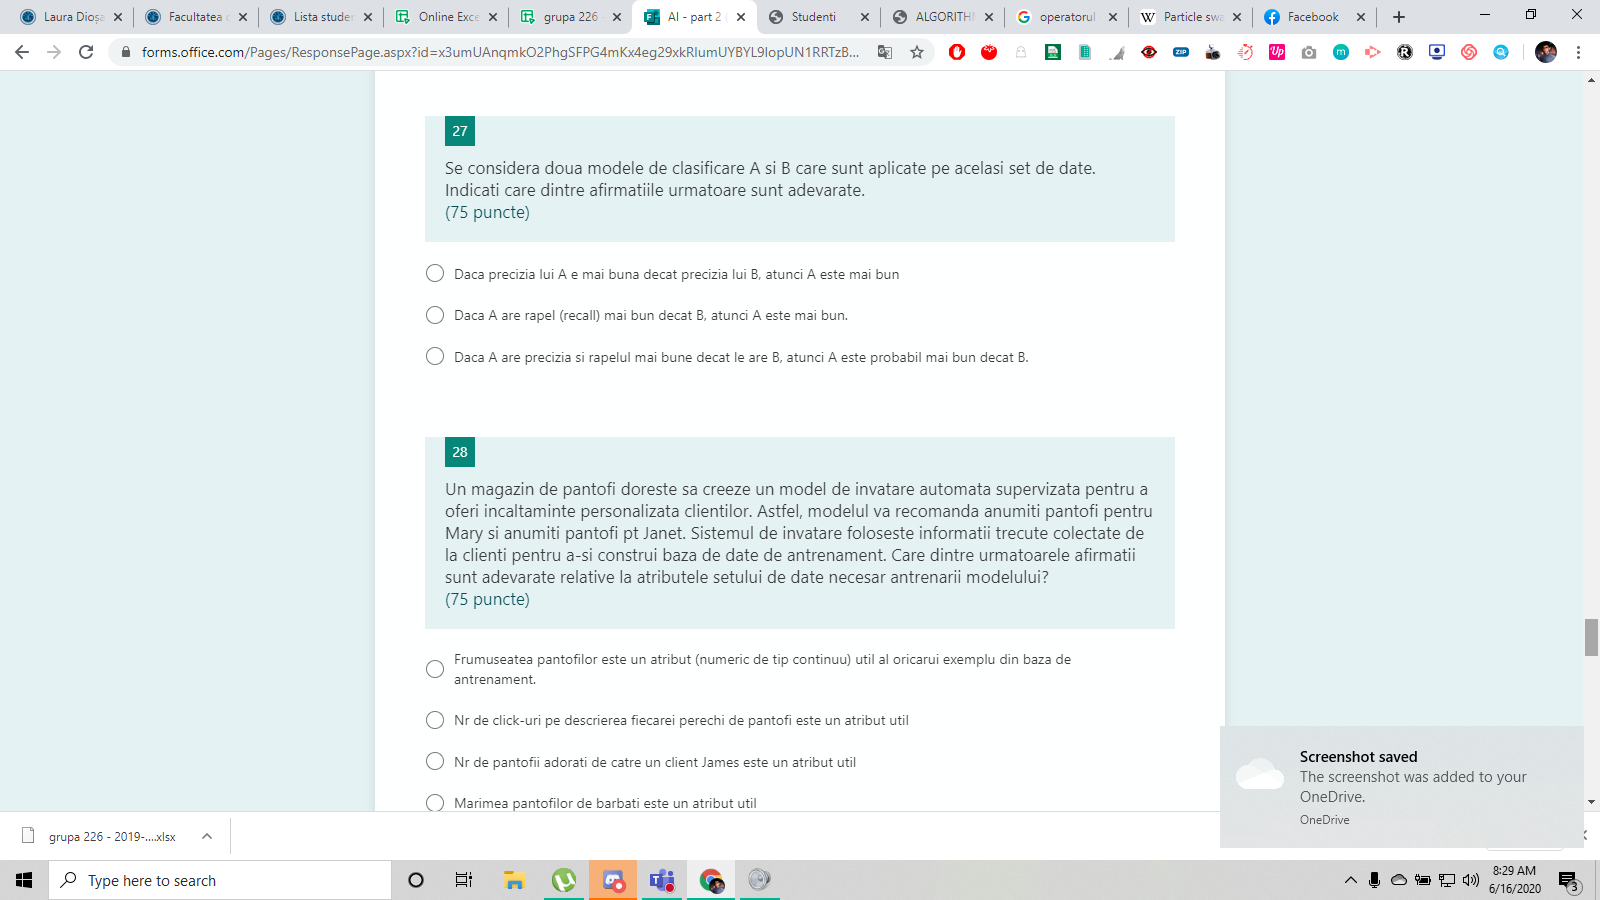 Laura Dioșa
Facultatea d
Lista studen
Online Exce
grupa 226 -
AI - part 2 (
Studenti
ALGORITHM
operatorul
Particle swa
Facebook
forms.office.com/Pages/ResponsePage.aspx?id=x3umUAnqmkO2PhgSFPG4mKx4eg29xkRIumUYBYL9IopUN1RRTzB...
27
Se considera doua modele de clasificare A si B care sunt aplicate pe acelasi set de date.
Indicati care dintre afirmatiile urmatoare sunt adevarate.
(75 puncte)
Daca precizia lui A e mai buna decat precizia lui B, atunci A este mai bun
Daca A are rapel (recall) mai bun decat B, atunci A este mai bun.
Daca A are precizia si rapelul mai bune decat le are B, atunci A este probabil mai bun decat B.
28
Un magazin de pantofi doreste sa creeze un model de invatare automata supervizata pentru a
oferi incaltaminte personalizata clientilor. Astfel, modelul va recomanda anumiti pantofi pentru
Mary si anumiti pantofi pt Janet. Sistemul de invatare foloseste informatii trecute colectate de
la clienti pentru a-si construi baza de date de antrenament. Care dintre urmatoarele afirmatii
sunt adevarate relative la atributele setului de date necesar antrenarii modelului?
(75 puncte)
Frumuseatea pantofilor este un atribut (numeric de tip continuu) util al oricarui exemplu din baza de
antrenament.
Nr de click-uri pe descrierea fiecarei perechi de pantofi este un atribut util
Nr de pantofii adorati de catre un client James este un atribut util
Marimea pantofilor de barbati este un atribut util
Screenshot saved
The screenshot was added to your
OneDrive.
OneDrive
grupa 226 - 2019-....xlsx
Type here to search
8:29 AM
6/16/2020
3